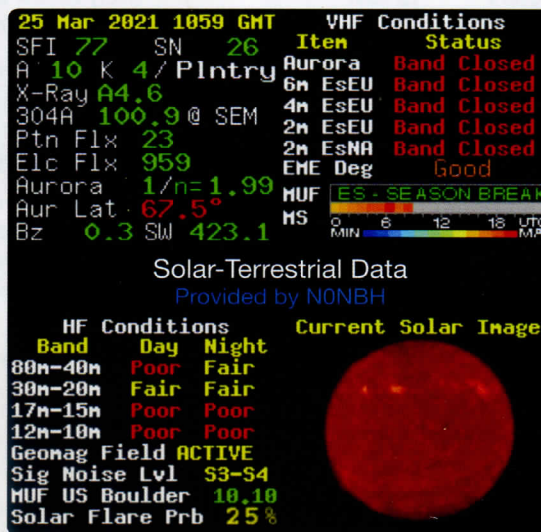 25 Mar 2021 1059 GMT
SFI 77 SN 26
A 10 K 4 / Plntry
X-Ray A4.6
304A 100.9 @ SEM
Ptn Flx 23
Elc Flx 959
Aurora 1/n=1.99
Aur Lat 67.5°
Bz 0.3 SW 423.1
VHF Conditions
Item Status
Aurora Band Closed
6m EsEU Band Closed
4m EsEU Band Closed
2m EsEU Band Closed
2m EsNA Band Closed
EME Deg Good
MUF ES - SEASON BREAK
MS 0 6 12 18 UTC
MIN MA
Solar-Terrestrial Data
Provided by N0NBH
HF Conditions
Band Day Night
80m-40m Poor Fair
30m-20m Fair Fair
17m-15m Poor Poor
12m-10m Poor Poor
Geomag Field ACTIVE
Sig Noise Lvl S3-S4
MUF US Boulder 10.10
Solar Flare Prb 25%
Current Solar Image